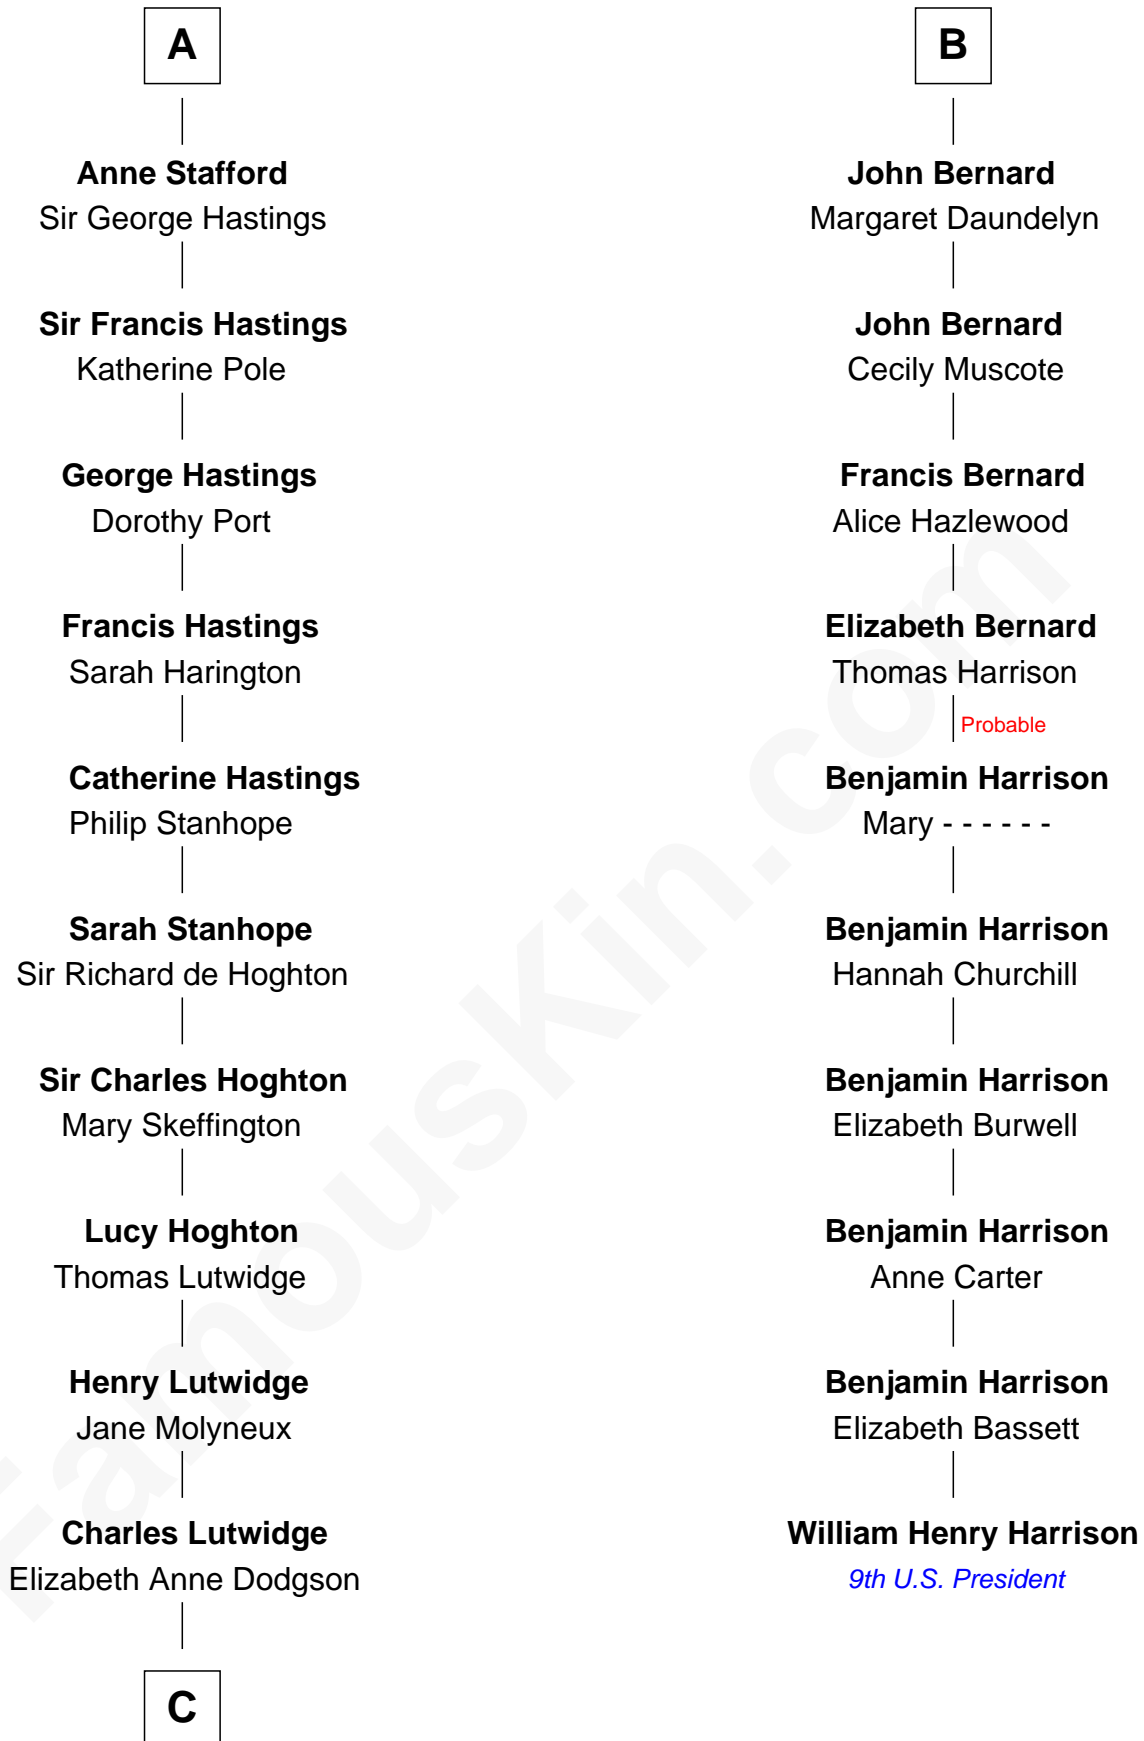 A
Anne Stafford
Sir George Hastings
Sir Francis Hastings
Katherine Pole
George Hastings
Dorothy Port
Francis Hastings
Sarah Harington
Catherine Hastings
Philip Stanhope
Sarah Stanhope
Sir Richard de Hoghton
Sir Charles Hoghton
Mary Skeffington
Lucy Hoghton
Thomas Lutwidge
Henry Lutwidge
Jane Molyneux
Charles Lutwidge
Elizabeth Anne Dodgson
C
B
John Bernard
Margaret Daundelyn
John Bernard
Cecily Muscote
Francis Bernard
Alice Hazlewood
Elizabeth Bernard
Thomas Harrison
Probable
Benjamin Harrison
Mary - - - - - -
Benjamin Harrison
Hannah Churchill
Benjamin Harrison
Elizabeth Burwell
Benjamin Harrison
Anne Carter
Benjamin Harrison
Elizabeth Bassett
William Henry Harrison
9th U.S. President
FamousKin.com